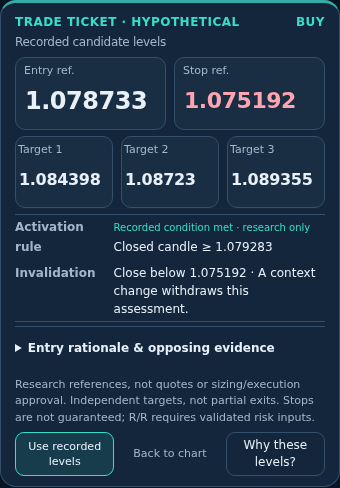 TRADE TICKET · HYPOTHETICAL BUY
Recorded candidate levels
Entry ref. Stop ref.
1.078733 1.075192
Target 1 Target 2 Target 3
1.084398 1.08723 1.089355
Activation rule
Recorded condition met · research only
Closed candle ≥ 1.079283
Invalidation
Close below 1.075192 · A context
change withdraws this
assessment.
Entry rationale & opposing evidence
Research references, not quotes or sizing/execution
approval. Independent targets, not partial exits. Stops
are not guaranteed; R/R requires validated risk inputs.
Use recorded
levels
Back to chart
Why these
levels?